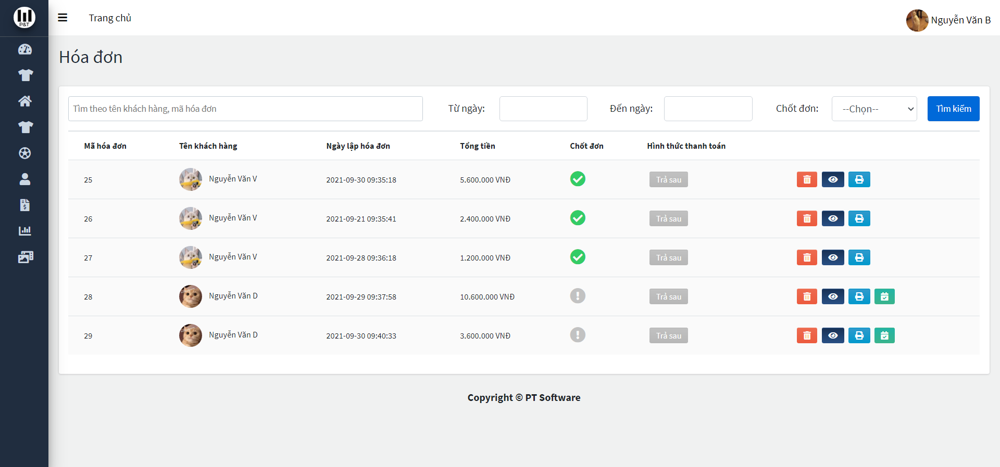 P&T
Trang chủ
Nguyễn Văn B
Hóa đơn
Tìm theo tên khách hàng, mã hóa đơn
Từ ngày:
Đến ngày:
Chốt đơn:
--Chọn--
Tìm kiếm
Mã hóa đơn Tên khách hàng Ngày lập hóa đơn Tổng tiền Chốt đơn Hình thức thanh toán
25 Nguyễn Văn V 2021-09-30 09:35:18 5.600.000 VNĐ Trả sau
26 Nguyễn Văn V 2021-09-21 09:35:41 2.400.000 VNĐ Trả sau
27 Nguyễn Văn V 2021-09-28 09:36:18 1.200.000 VNĐ Trả sau
28 Nguyễn Văn D 2021-09-29 09:37:58 10.600.000 VNĐ Trả sau
29 Nguyễn Văn D 2021-09-30 09:40:33 3.600.000 VNĐ Trả sau
Copyright © PT Software